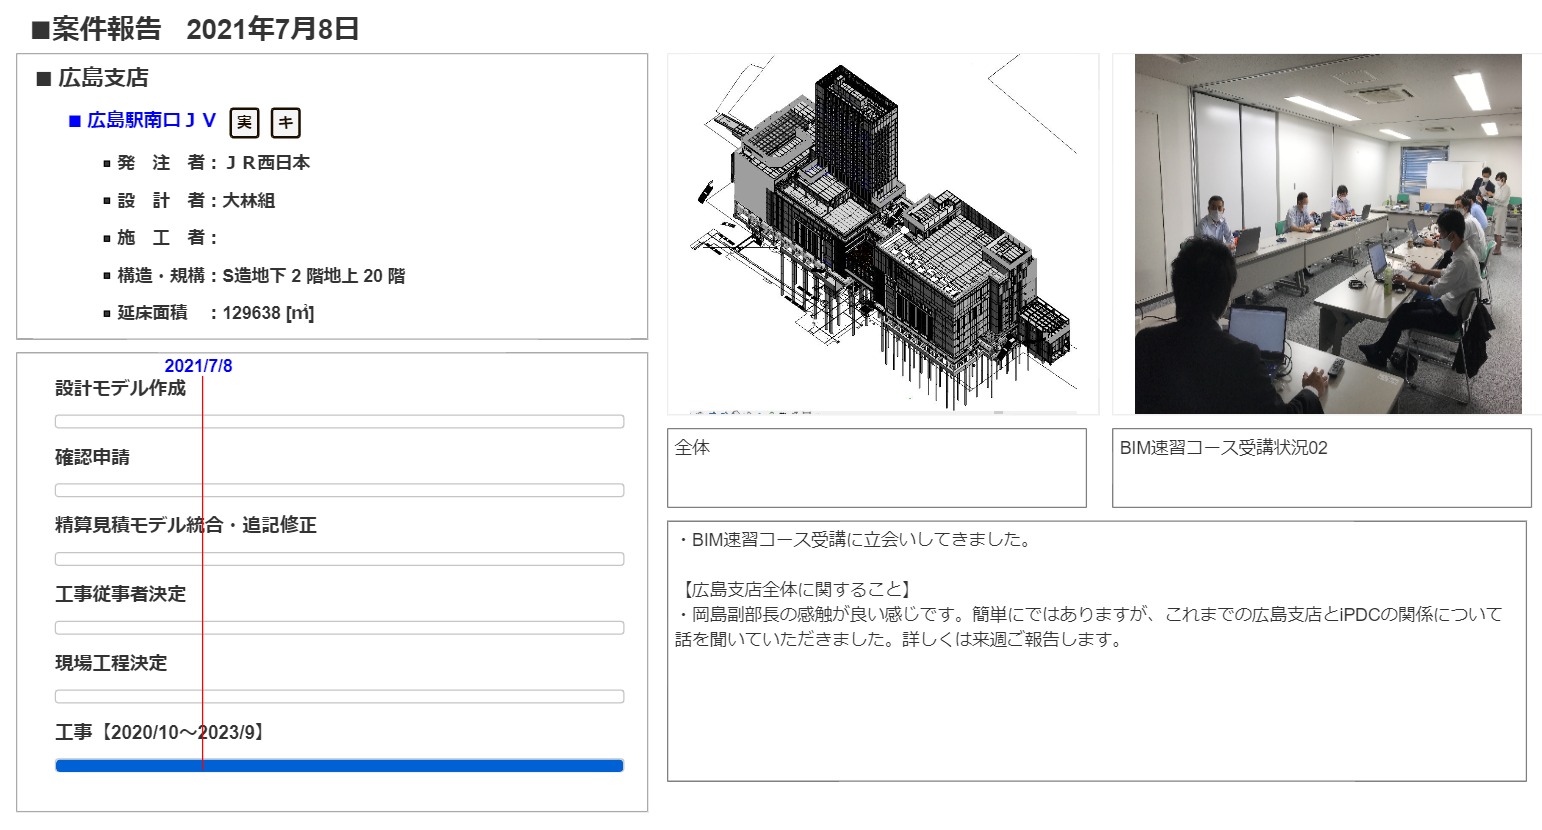 ■案件報告　2021年7月8日
■ 広島支店
■ 広島駅南口ＪＶ 実 キ
▪ 発　注　者：ＪＲ西日本
▪ 設　計　者：大林組
▪ 施　工　者：
▪ 構造・規構：S造地下 2 階地上 20 階
▪ 延床面積　：129638 [㎡]
2021/7/8
設計モデル作成
確認申請
精算見積モデル統合・追記修正
工事従事者決定
現場工程決定
工事【2020/10～2023/9】
全体
BIM速習コース受講状況02
・BIM速習コース受講に立会いしてきました。
【広島支店全体に関すること】
・岡島副部長の感触が良い感じです。簡単にではありますが、これまでの広島支店とiPDCの関係について
話を聞いていただきました。詳しくは来週ご報告します。